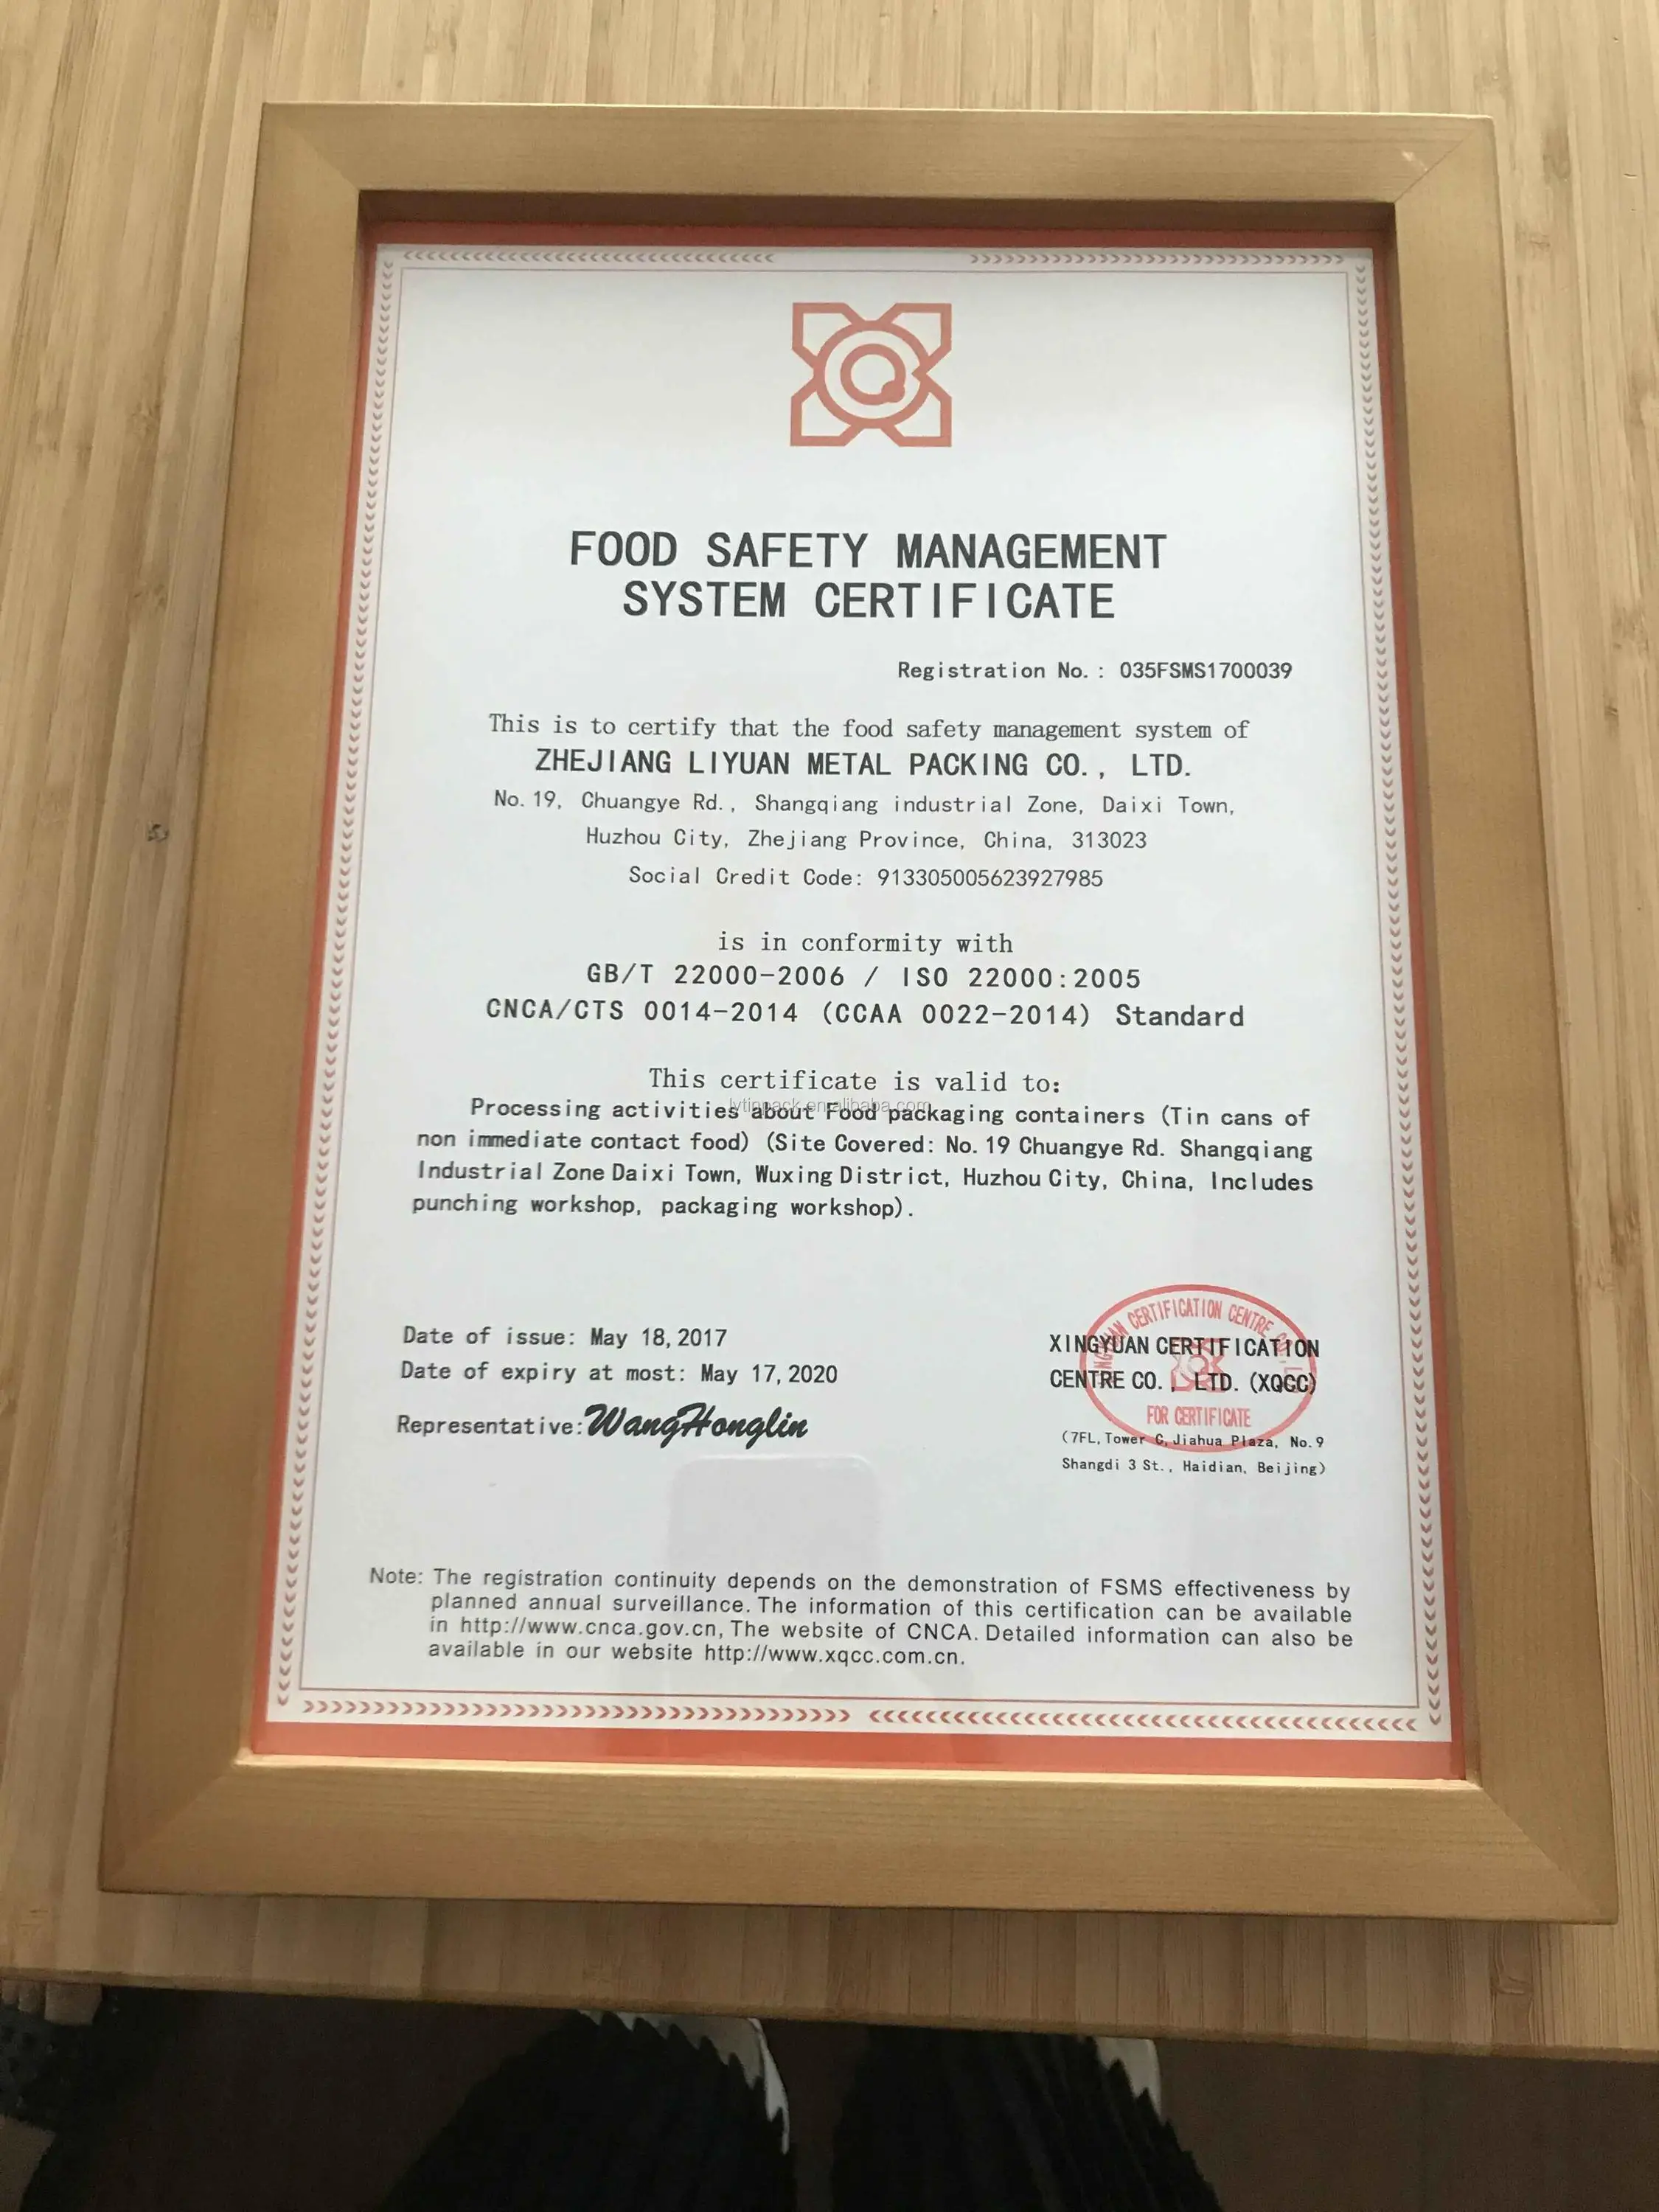 FOOD SAFETY MANAGEMENT
SYSTEM CERTIFICATE
Registration No.: 035FSMS1700039
This is to certify that the food safety management system of
ZHEJIANG LIYUAN METAL PACKING CO., LTD.
No.19, Chuangye Rd., Shangqiang industrial Zone, Daixi Town,
Huzhou City, Zhejiang Province, China, 313023
Social Credit Code: 913305005623927985
is in conformity with
GB/T 22000-2006 / ISO 22000:2005
CNCA/CTS 0014-2014 (CCAA 0022-2014) Standard
This certificate is valid to:
lytinpack.en.alibaba.com
Processing activities about Food packaging containers (Tin cans of
non immediate contact food) (Site Covered: No.19 Chuangye Rd. Shangqiang
Industrial Zone Daixi Town, Wuxing District, Huzhou City, China, Includes
punching workshop, packaging workshop).
Date of issue: May 18,2017
Date of expiry at most: May 17,2020
Representative: WangHonglin
XINGYUAN CERTIFICATION
CENTRE CO., LTD. (XQCC)
CERTIFICATION CENTRE
FOR CERTIFICATE
(7FL,Tower C,Jiahua Plaza, No.9
Shangdi 3 St., Haidian, Beijing)
Note: The registration continuity depends on the demonstration of FSMS effectiveness by
planned annual surveillance. The information of this certification can be available
in http://www.cnca.gov.cn, The website of CNCA. Detailed information can also be
available in our website http://www.xqcc.com.cn.